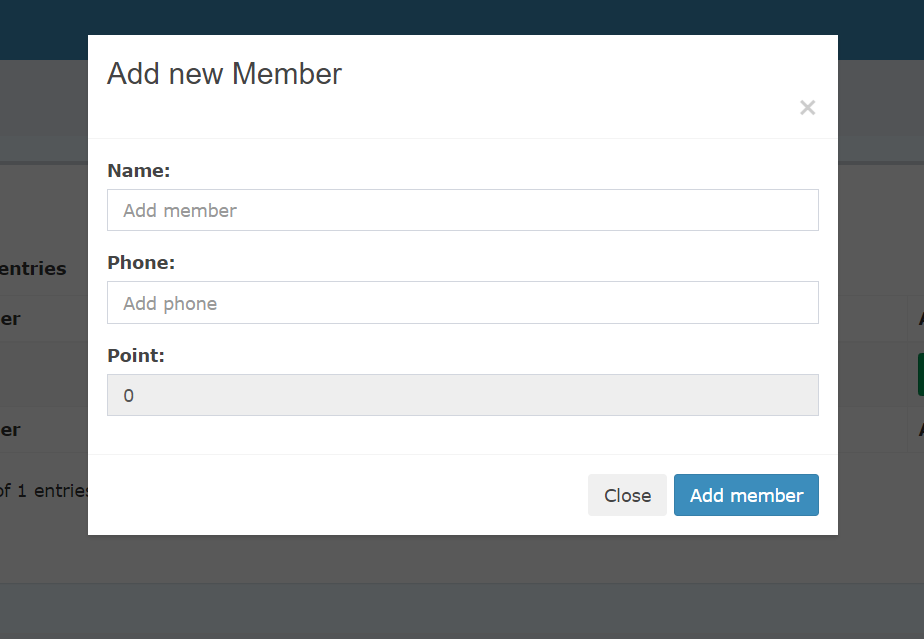 Add new Member
×
Name:
Add member
entries
Phone:
Add phone
er
Point:
0
er
of 1 entries
Close
Add member